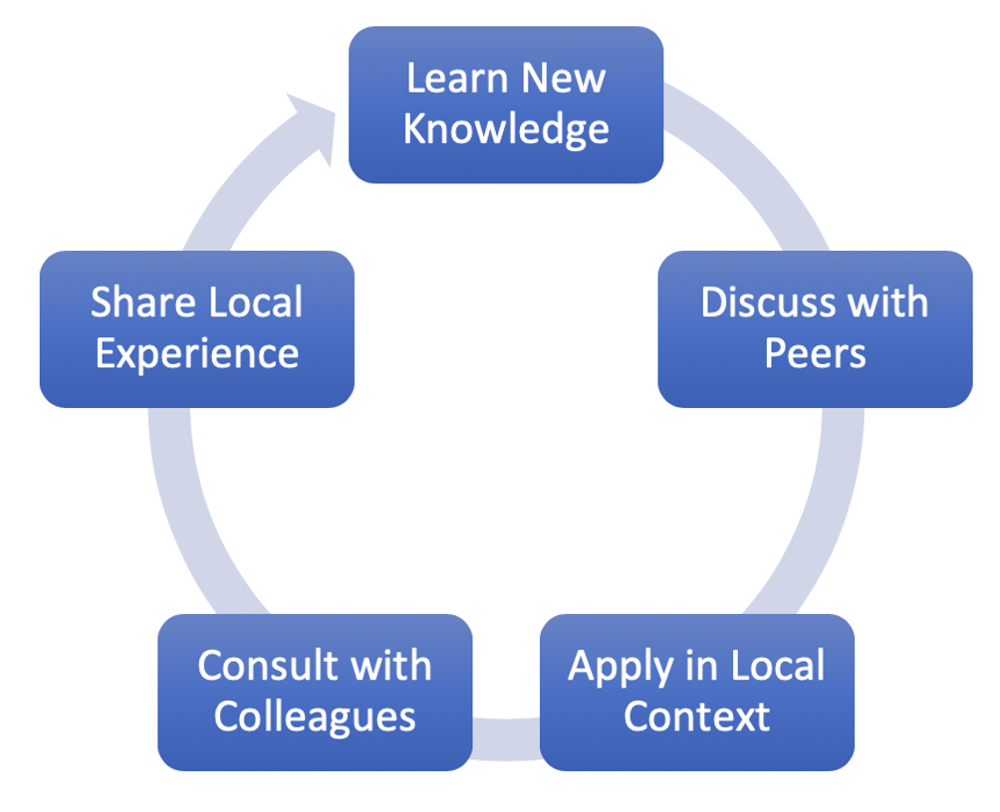 Learn New
Knowledge
Discuss with
Peers
Apply in Local
Context
Consult with
Colleagues
Share Local
Experience